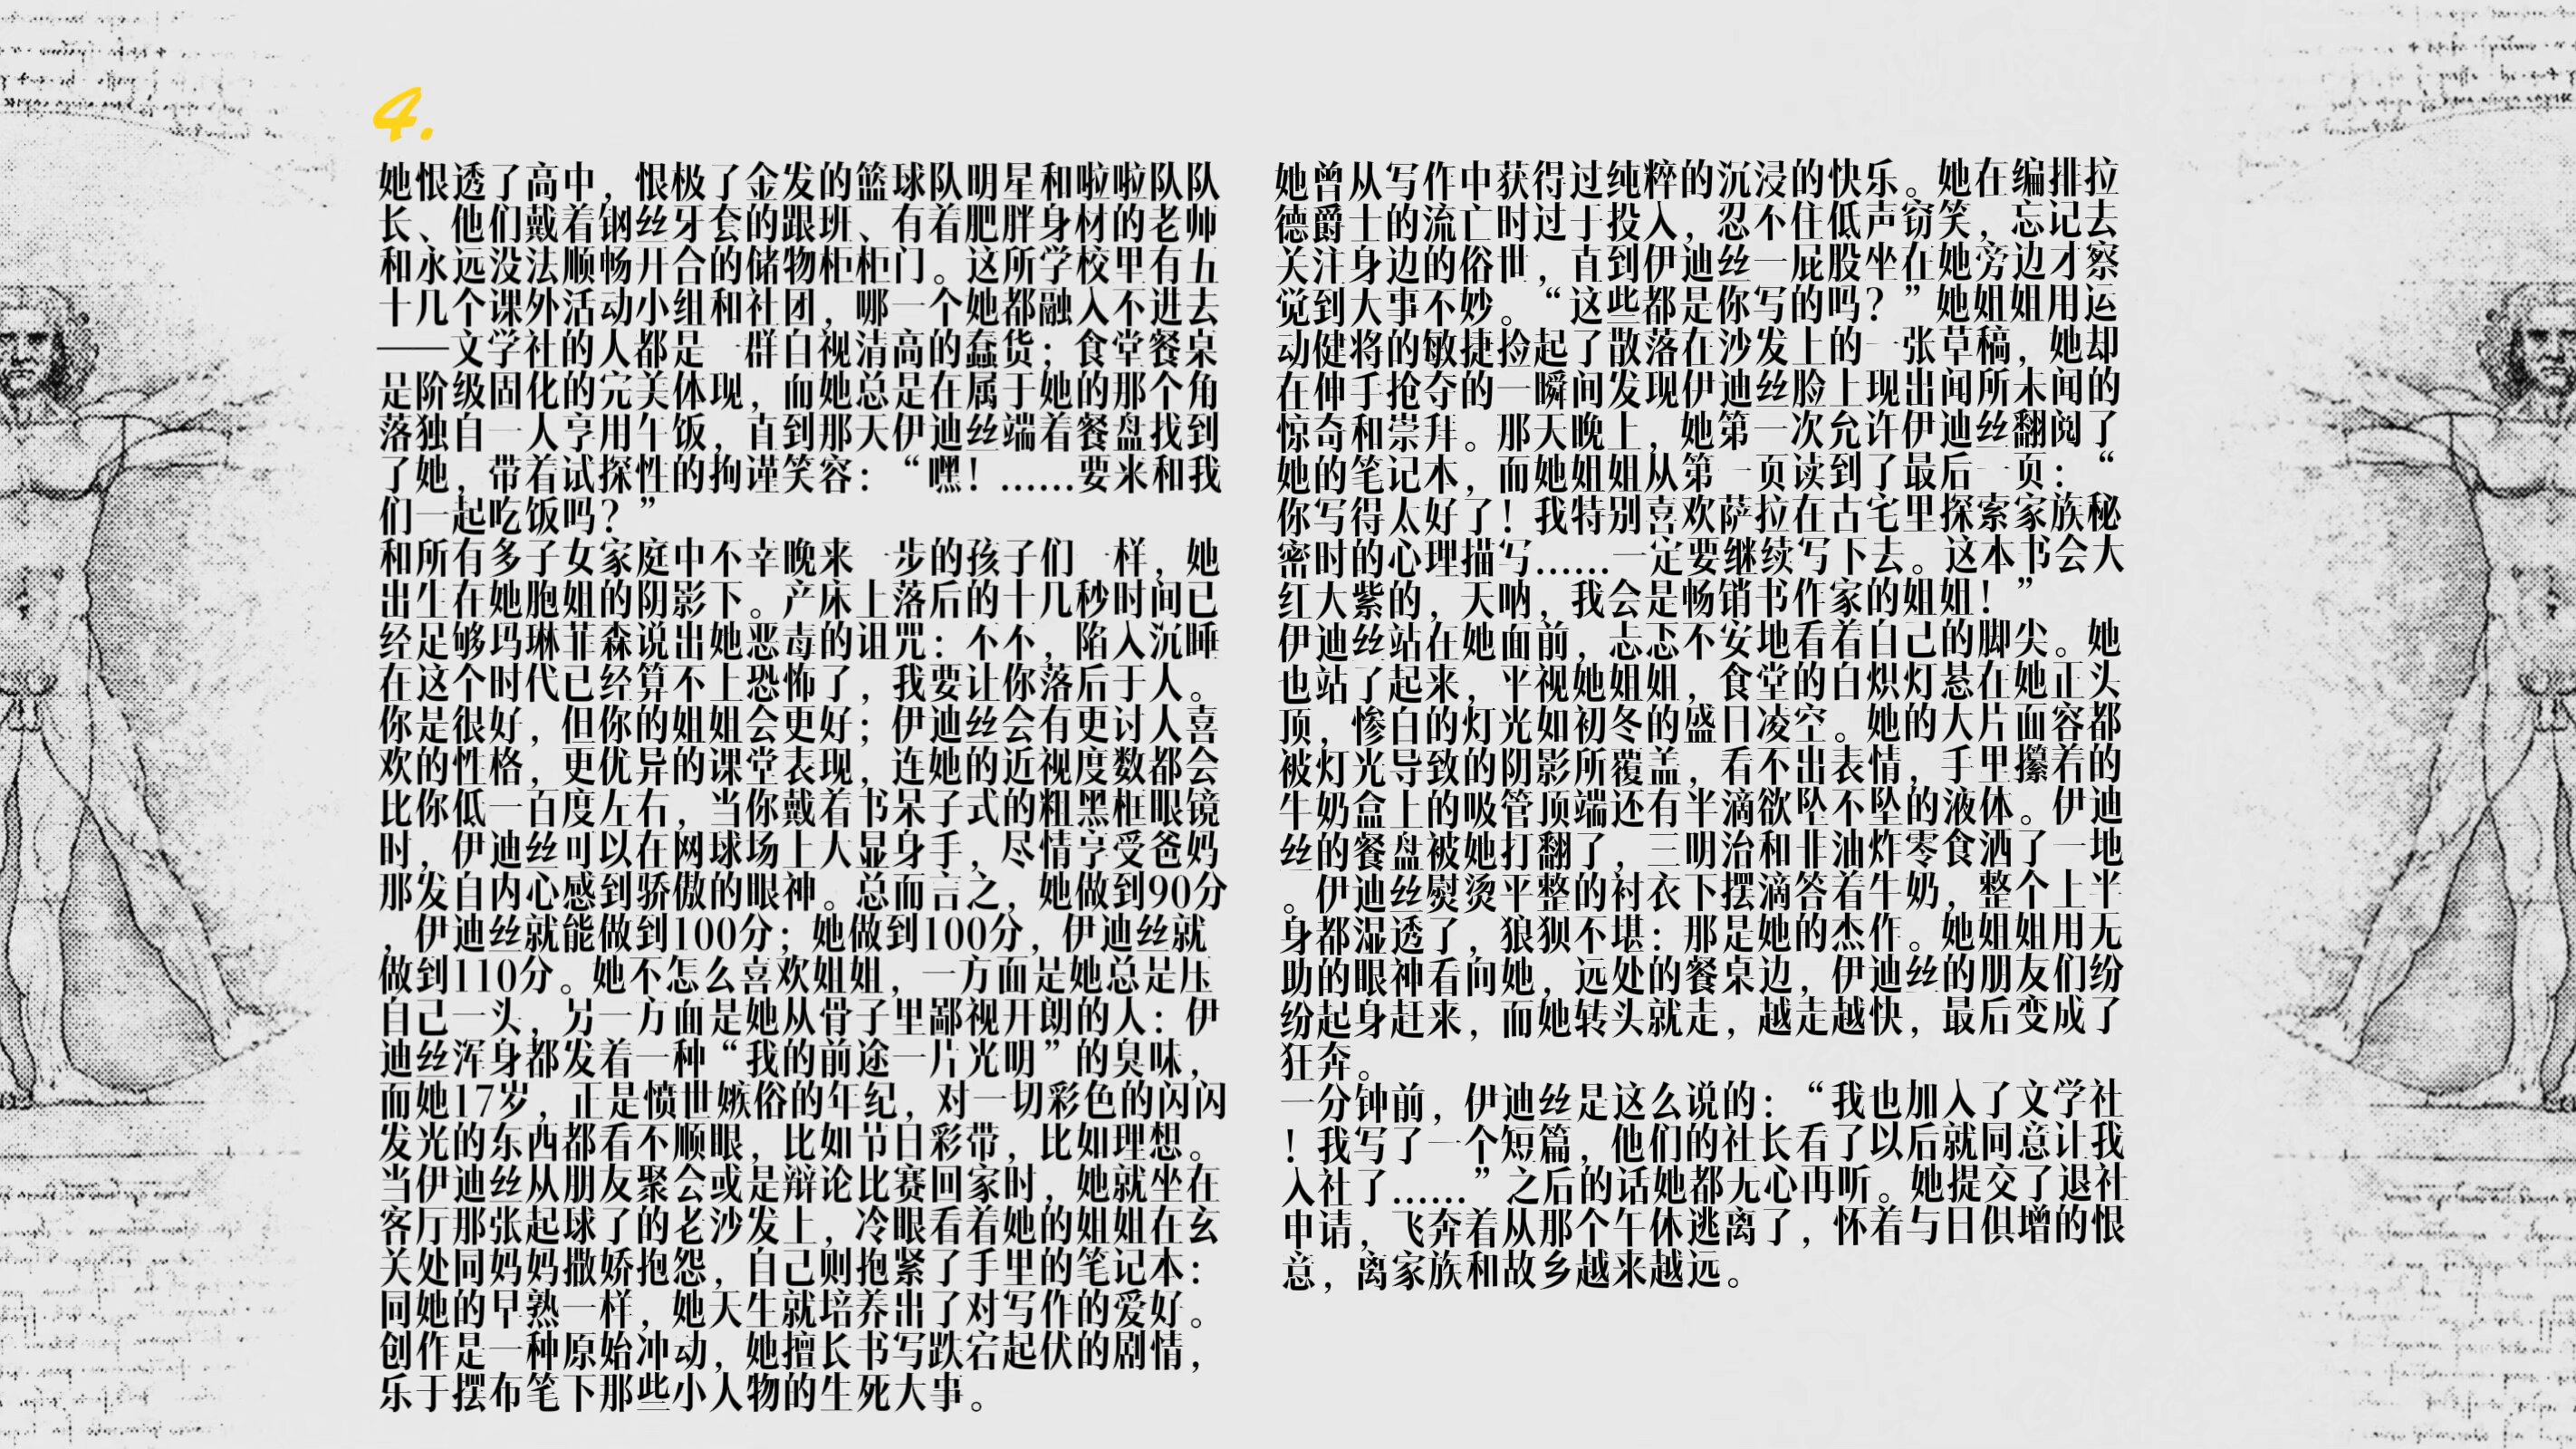 4.
她恨透了高中，恨极了金发的篮球队明星和啦啦队队
长、他们戴着钢丝牙套的跟班、有着肥胖身材的老师
和永远没法顺畅开合的储物柜柜门。这所学校里有五
十几个课外活动小组和社团，哪一个她都融入不进去
——文学社的人都是一群自视清高的蠢货；食堂餐桌
是阶级固化的完美体现，而她总是在属于她的那个角
落独自一人享用午饭，直到那天伊迪丝端着餐盘找到
了她，带着试探性的拘谨笑容：“嘿！……要来和我
们一起吃饭吗？”
和所有多子女家庭中不幸晚来一步的孩子们一样，她
出生在她胞姐的阴影下。产床上落后的十几秒时间已
经足够玛琳菲森说出她恶毒的诅咒：不不，陷入沉睡
在这个时代已经算不上恐怖了，我要让你落后于人。
你是很好，但你的姐姐会更好；伊迪丝会有更讨人喜
欢的性格，更优异的课堂表现，连她的近视度数都会
比你低一百度左右，当你戴着书呆子式的粗黑框眼镜
时，伊迪丝可以在网球场上大显身手，尽情享受爸妈
那发自内心感到骄傲的眼神。总而言之，她做到90分
，伊迪丝就能做到100分；她做到100分，伊迪丝就
做到110分。她不怎么喜欢姐姐，一方面是她总是压
自己一头，另一方面是她从骨子里鄙视开朗的人：伊
迪丝浑身都发着一种“我的前途一片光明”的臭味，
而她17岁，正是愤世嫉俗的年纪，对一切彩色的闪闪
发光的东西都看不顺眼，比如节日彩带，比如理想。
当伊迪丝从朋友聚会或是辩论比赛回家时，她就坐在
客厅那张起球了的老沙发上，冷眼看着她的姐姐在玄
关处同妈妈撒娇抱怨，自己则抱紧了手里的笔记本：
同她的早熟一样，她天生就培养出了对写作的爱好。
创作是一种原始冲动，她擅长书写跌宕起伏的剧情，
乐于摆布笔下那些小人物的生死大事。
她曾从写作中获得过纯粹的沉浸的快乐。她在编排拉
德爵士的流亡时过于投入，忍不住低声窃笑，忘记去
关注身边的俗世，直到伊迪丝一屁股坐在她旁边才察
觉到大事不妙。“这些都是你写的吗？”她姐姐用运
动健将的敏捷捡起了散落在沙发上的一张草稿，她却
在伸手抢夺的一瞬间发现伊迪丝脸上现出闻所未闻的
惊奇和崇拜。那天晚上，她第一次允许伊迪丝翻阅了
她的笔记本，而她姐姐从第一页读到了最后一页：“
你写得太好了！我特别喜欢萨拉在古宅里探索家族秘
密时的心理描写……一定要继续写下去。这本书会大
红大紫的，天呐，我会是畅销书作家的姐姐！”
伊迪丝站在她面前，忐忑不安地看着自己的脚尖。她
也站了起来，平视她姐姐，食堂的白炽灯悬在她正头
顶，惨白的灯光如初冬的盛日凌空。她的大片面容都
被灯光导致的阴影所覆盖，看不出表情，手里攥着的
牛奶盒上的吸管顶端还有半滴欲坠不坠的液体。伊迪
丝的餐盘被她打翻了，三明治和非油炸零食洒了一地
。伊迪丝熨烫平整的衬衣下摆滴答着牛奶，整个上半
身都湿透了，狼狈不堪：那是她的杰作。她姐姐用无
助的眼神看向她，远处的餐桌边，伊迪丝的朋友们纷
纷起身赶来，而她转头就走，越走越快，最后变成了
狂奔。
一分钟前，伊迪丝是这么说的：“我也加入了文学社
！我写了一个短篇，他们的社长看了以后就同意让我
入社了……”之后的话她都无心再听。她提交了退社
申请，飞奔着从那个午休逃离了，怀着与日俱增的恨
意，离家族和故乡越来越远。